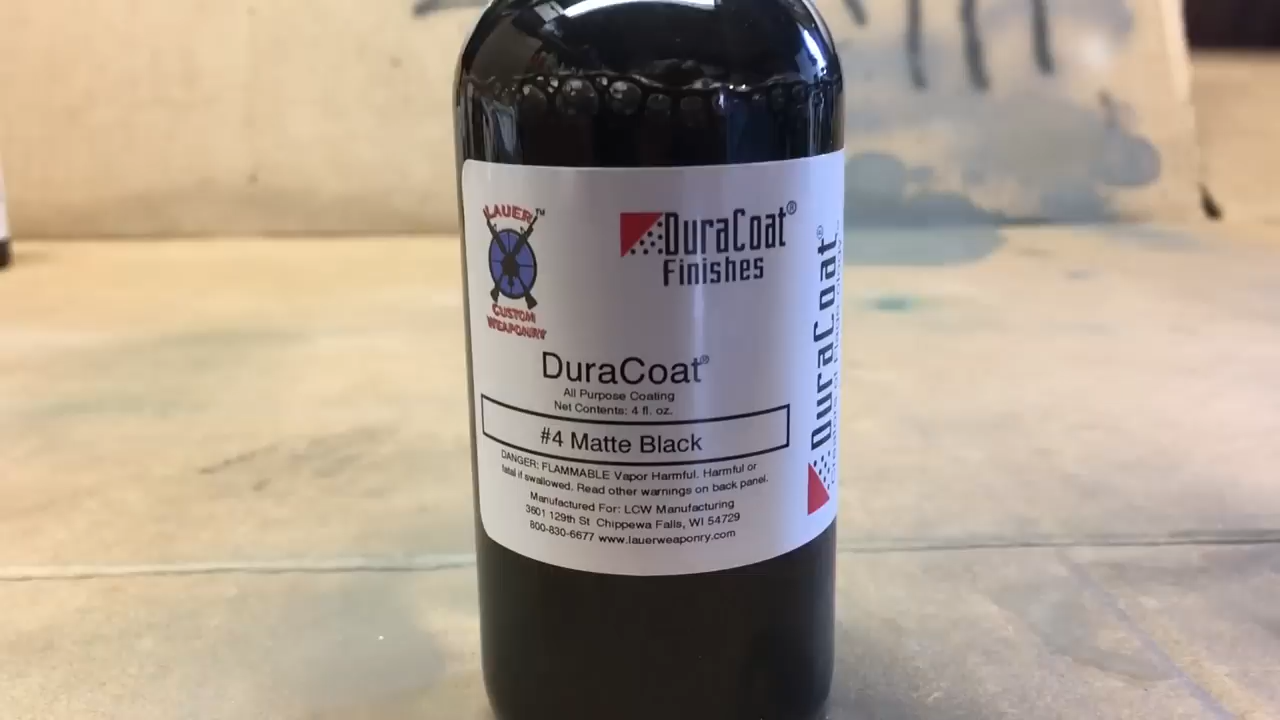 LAUER™
CUSTOM
WEAPONRY
DuraCoat®
Finishes
DuraCoat®
All Purpose Coating
Net Contents: 4 fl. oz.
#4 Matte Black
DANGER: FLAMMABLE Vapor Harmful. Harmful or
fatal if swallowed. Read other warnings on back panel.
Manufactured For: LCW Manufacturing
3601 129th St Chippewa Falls, WI 54729
800-830-6677 www.lauerweaponry.com
DuraCoat®